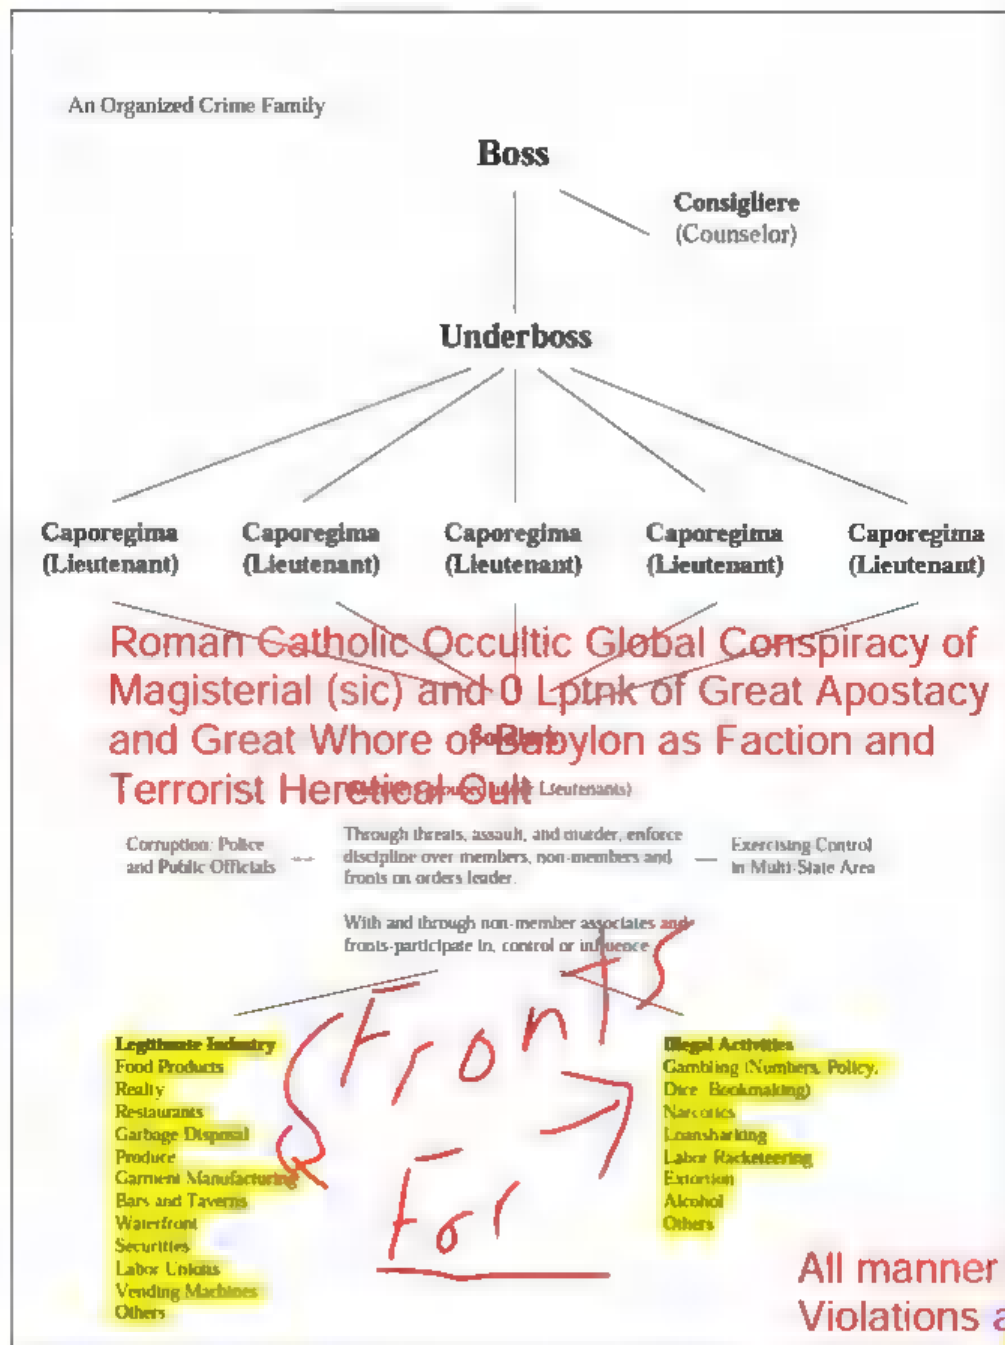 An Organized Crime Family
Boss
Consigliere
(Counselor)
Underboss
Caporegima Caporegima Caporegima Caporegima Caporegima
(Lieutenant) (Lieutenant) (Lieutenant) (Lieutenant) (Lieutenant)
Roman Catholic Occultic Global Conspiracy of
Magisterial (sic) and 0 Lptnk of Great Apostacy
and Great Whore of Babylon as Faction and
Terrorist Heretical Cult
Lieutenants)
Corruption: Police
and Public Officials
Through threats, assault, and murder, enforce
discipline over members, non-members and
fronts on orders leader.
Exercising Control
in Multi-State Area
With and through non-member associates and
fronts-participate in, control or influence
Fronts
For
Legitimate Industry
Food Products
Realty
Restaurants
Garbage Disposal
Produce
Garment Manufacturing
Bars and Taverns
Waterfront
Securities
Labor Unions
Vending Machines
Others
Illegal Activities
Gambling (Numbers, Policy,
Dice, Bookmaking)
Narcotics
Loansharking
Labor Racketeering
Extortion
Alcohol
Others
All manner
Violations a